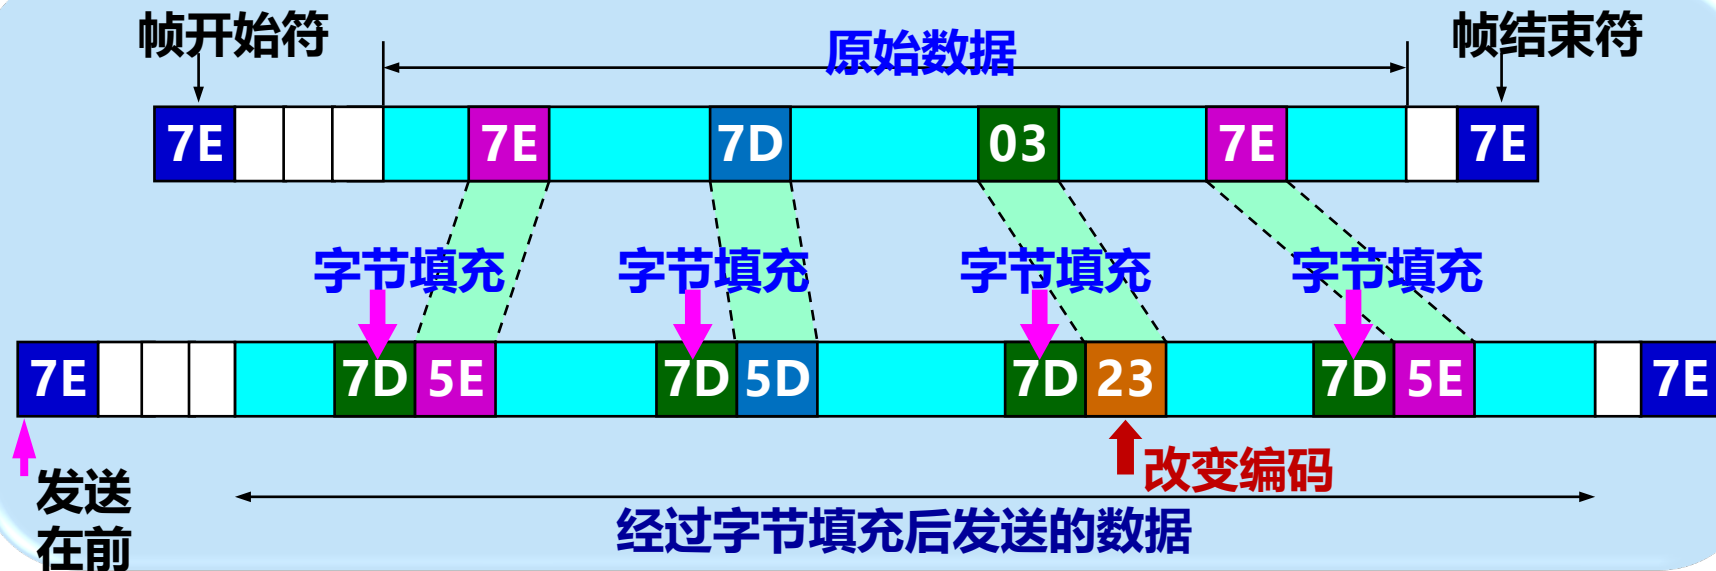 帧开始符
原始数据
帧结束符
7E 7E 7D 03 7E 7E
字节填充 字节填充 字节填充 字节填充
7E 7D 5E 7D 5D 7D 23 7D 5E 7E
发送
在前
改变编码
经过字节填充后发送的数据